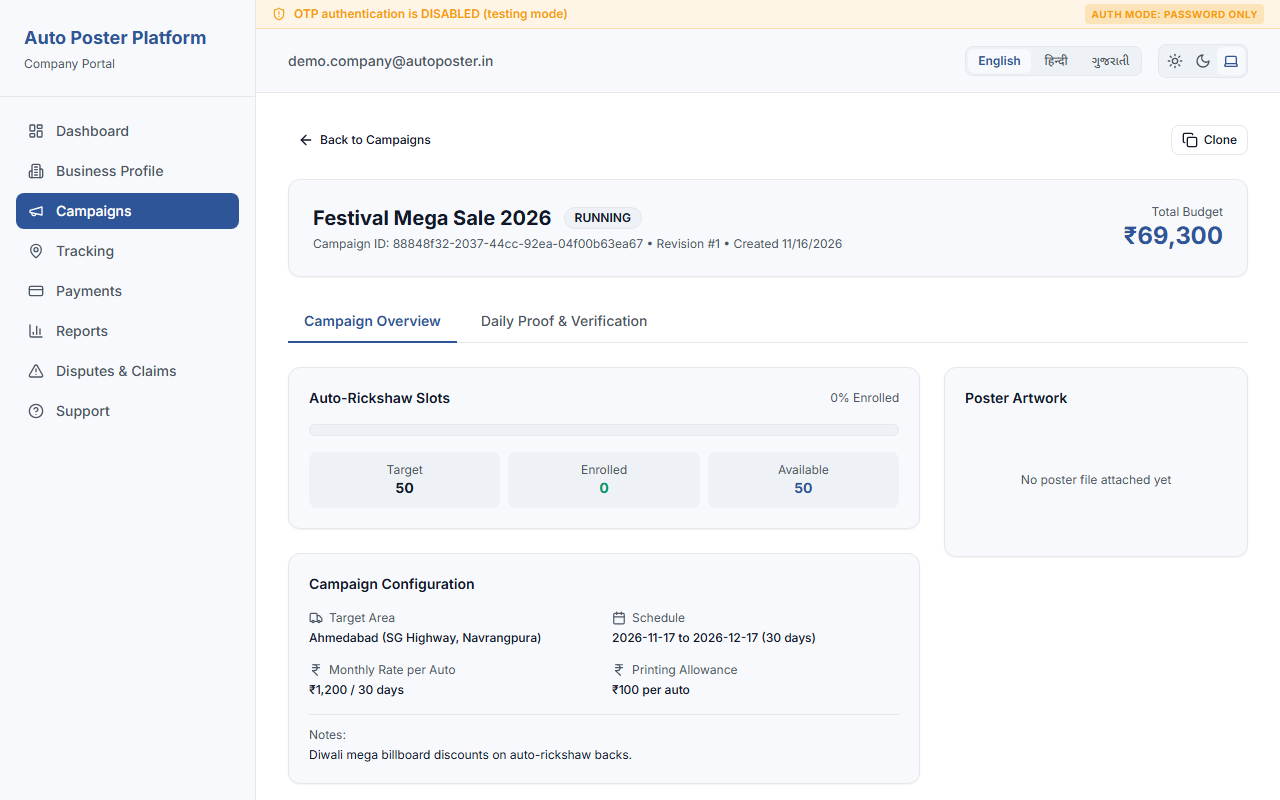 Auto Poster Platform
Company Portal
Dashboard
Business Profile
Campaigns
Tracking
Payments
Reports
Disputes & Claims
Support
OTP authentication is DISABLED (testing mode)
AUTH MODE: PASSWORD ONLY
demo.company@autoposter.in
English हिन्दी ગુજરાતી
Back to Campaigns
Clone
Festival Mega Sale 2026 RUNNING
Campaign ID: 88848f32-2037-44cc-92ea-04f00b63ea67 • Revision #1 • Created 11/16/2026
Total Budget
₹69,300
Campaign Overview Daily Proof & Verification
Auto-Rickshaw Slots 0% Enrolled
Target Enrolled Available
50 0 50
Poster Artwork
No poster file attached yet
Campaign Configuration
Target Area Schedule
Ahmedabad (SG Highway, Navrangpura) 2026-11-17 to 2026-12-17 (30 days)
₹ Monthly Rate per Auto ₹ Printing Allowance
₹1,200 / 30 days ₹100 per auto
Notes:
Diwali mega billboard discounts on auto-rickshaw backs.